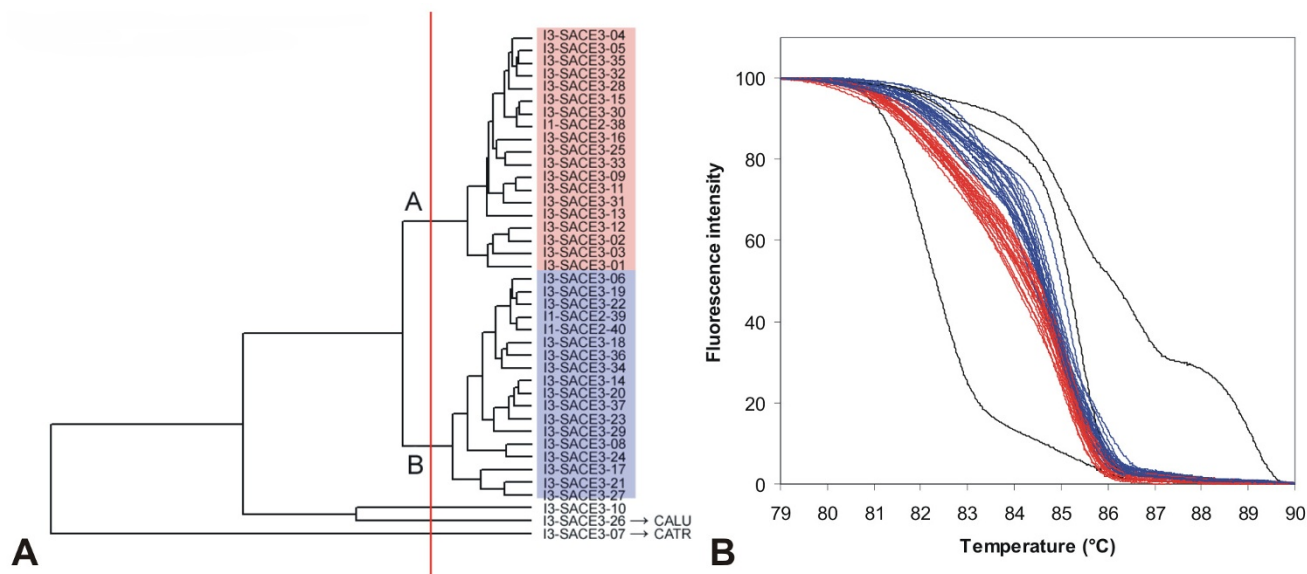 I3-SACE3-04
I3-SACE3-05
I3-SACE3-35
I3-SACE3-32
I3-SACE3-28
I3-SACE3-15
I3-SACE3-30
I1-SACE2-38
I3-SACE3-16
I3-SACE3-25
I3-SACE3-33
I3-SACE3-09
I3-SACE3-11
I3-SACE3-31
I3-SACE3-13
I3-SACE3-12
I3-SACE3-02
I3-SACE3-03
I3-SACE3-01
I3-SACE3-06
I3-SACE3-19
I3-SACE3-22
I1-SACE2-39
I1-SACE2-40
I3-SACE3-18
I3-SACE3-36
I3-SACE3-34
I3-SACE3-14
I3-SACE3-20
I3-SACE3-37
I3-SACE3-23
I3-SACE3-29
I3-SACE3-08
I3-SACE3-24
I3-SACE3-17
I3-SACE3-21
I3-SACE3-27
I3-SACE3-10
I3-SACE3-26 → CALU
I3-SACE3-07 → CATR
A
B
A
Fluorescence intensity
100
80
60
40
20
0
79 80 81 82 83 84 85 86 87 88 89 90
Temperature (°C)
B